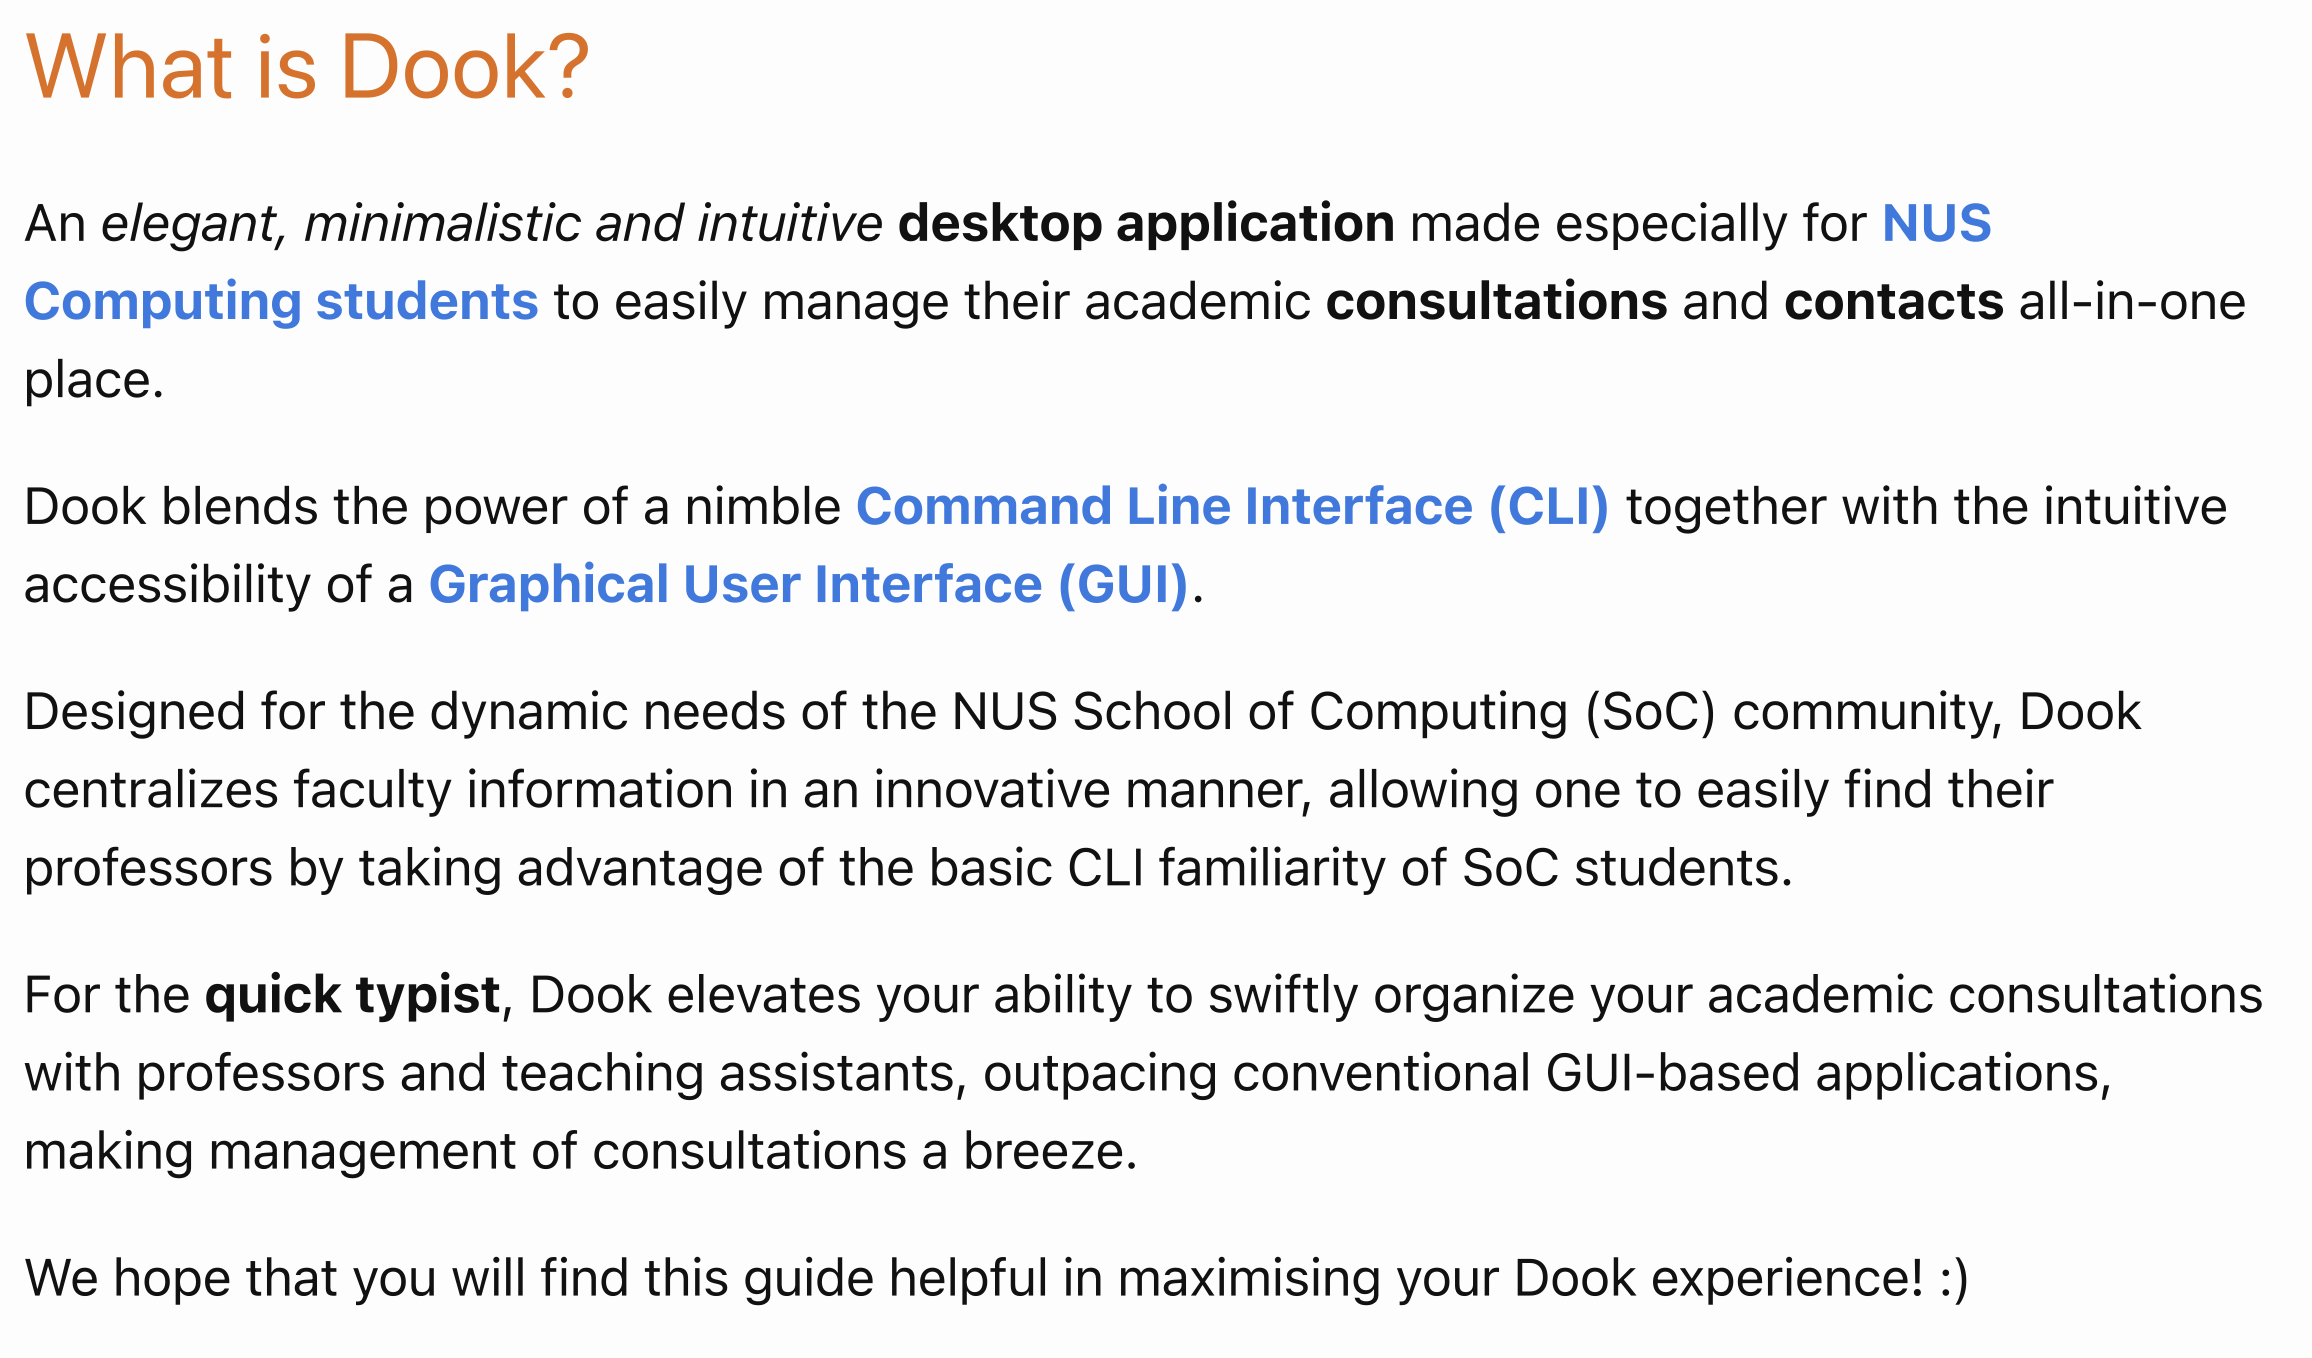 What is Dook?
An elegant, minimalistic and intuitive desktop application made especially for NUS
Computing students to easily manage their academic consultations and contacts all-in-one
place.
Dook blends the power of a nimble Command Line Interface (CLI) together with the intuitive
accessibility of a Graphical User Interface (GUI).
Designed for the dynamic needs of the NUS School of Computing (SoC) community, Dook
centralizes faculty information in an innovative manner, allowing one to easily find their
professors by taking advantage of the basic CLI familiarity of SoC students.
For the quick typist, Dook elevates your ability to swiftly organize your academic consultations
with professors and teaching assistants, outpacing conventional GUI-based applications,
making management of consultations a breeze.
We hope that you will find this guide helpful in maximising your Dook experience! :)